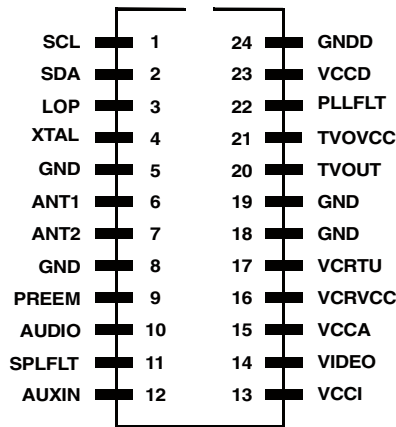 SCL 1 24 GNDD
SDA 2 23 VCCD
LOP 3 22 PLLFLT
XTAL 4 21 TVOVCC
GND 5 20 TVOUT
ANT1 6 19 GND
ANT2 7 18 GND
GND 8 17 VCRTU
PREEM 9 16 VCRVCC
AUDIO 10 15 VCCA
SPLFLT 11 14 VIDEO
AUXIN 12 13 VCCI